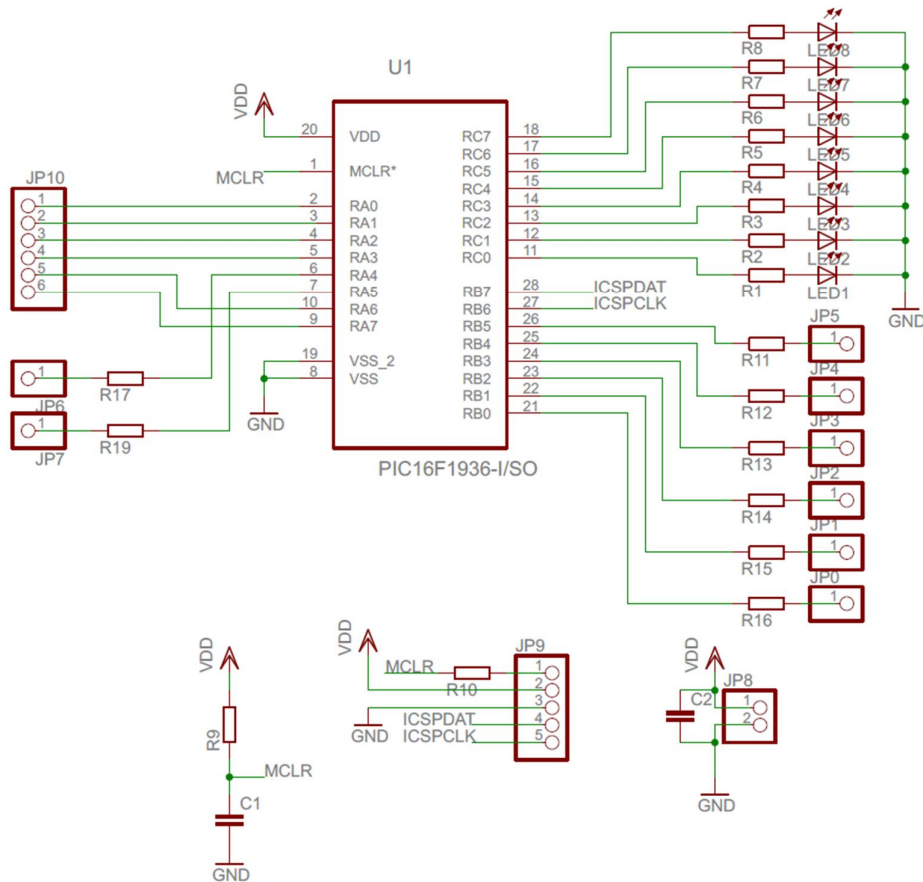 U1
VDD
20 VDD
1 MCLR*
MCLR
2 RA0
3 RA1
4 RA2
5 RA3
6 RA4
7 RA5
10 RA6
9 RA7
19 VSS_2
8 VSS
GND
RC7 18
RC6 17
RC5 16
RC4 15
RC3 14
RC2 13
RC1 12
RC0 11
RB7 28 ICSPDAT
RB6 27 ICSPCLK
RB5 26
RB4 25
RB3 24
RB2 23
RB1 22
RB0 21
PIC16F1936-I/SO
JP10
1
2
3
4
5
6
1
JP6
R17
1
JP7
R19
R8 LED8
R7 LED7
R6 LED6
R5 LED5
R4 LED4
R3 LED3
R2 LED2
R1 LED1
GND
JP5
R11 1
JP4
R12 1
JP3
R13 1
JP2
R14 1
JP1
R15 1
JP0
R16 1
VDD
R9
MCLR
C1
GND
VDD
JP9
MCLR
R10
1
2
3
4
5
GND
ICSPDAT
ICSPCLK
VDD
JP8
C2
1
2
GND